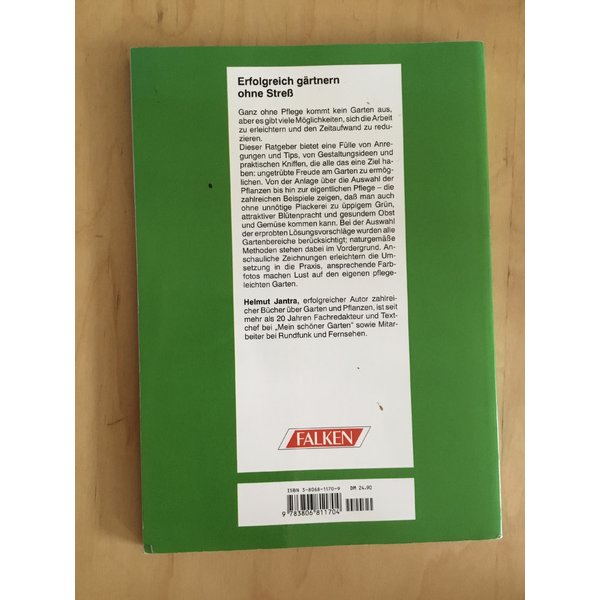 Erfolgreich gärtnern
ohne Streß
Ganz ohne Pflege kommt kein Garten aus,
aber es gibt viele Möglichkeiten, sich die Arbeit
zu erleichtern und den Zeitaufwand zu redu-
zieren.
Dieser Ratgeber bietet eine Fülle von Anre-
gungen und Tips, von Gestaltungsideen und
praktischen Kniffen, die alle das eine Ziel ha-
ben: ungetrübte Freude am Garten zu ermög-
lichen. Von der Anlage über die Auswahl der
Pflanzen bis hin zur eigentlichen Pflege – die
zahlreichen Beispiele zeigen, daß man auch
ohne unnötige Plackerei zu üppigem Grün,
attraktiver Blütenpracht und gesundem Obst
und Gemüse kommen kann. Bei der Auswahl
der erprobten Lösungsvorschläge wurden alle
Gartenbereiche berücksichtigt; naturgemäße
Methoden stehen dabei im Vordergrund. An-
schauliche Zeichnungen erleichtern die Um-
setzung in die Praxis, ansprechende Farb-
fotos machen Lust auf den eigenen pflege-
leichten Garten.
Helmut Jantra, erfolgreicher Autor zahlrei-
cher Bücher über Garten und Pflanzen, ist seit
mehr als 20 Jahren Fachredakteur und Text-
chef bei „Mein schöner Garten" sowie Mitar-
beiter bei Rundfunk und Fernsehen.
FALKEN
ISBN 3-8068-1170-9 DM 24.90
9 783806 811704